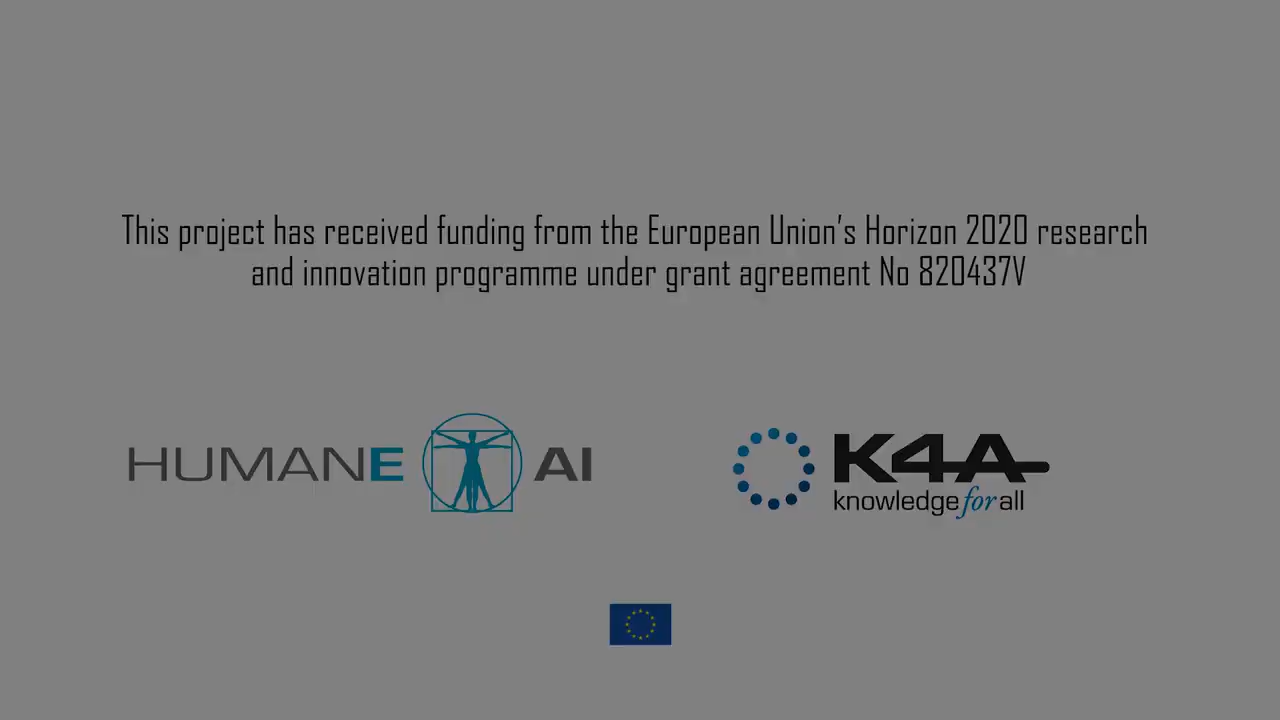 This project has received funding from the European Union’s Horizon 2020 research
and innovation programme under grant agreement No 820437V
HUMANE AI
K4A
knowledge for all